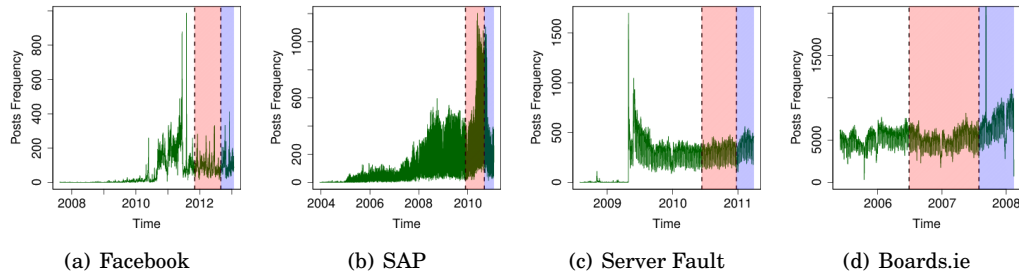 Posts Frequency
0 200 400 600 800
2008 2010 2012
Time
(a) Facebook
Posts Frequency
0 200 600 1000
2004 2006 2008 2010
Time
(b) SAP
Posts Frequency
0 500 1000 1500
2009 2010 2011
Time
(c) Server Fault
Posts Frequency
0 5000 15000
2006 2007 2008
Time
(d) Boards.ie